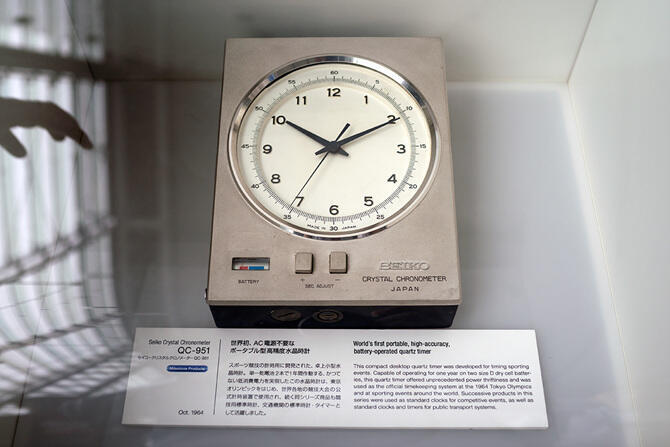 60
55
5
50
10
45
15
40
20
35
25
30
12
1
2
3
4
5
6
7
8
9
10
11
MADE IN JAPAN
BATTERY
+ −
SEC. ADJUST
SEIKO
CRYSTAL CHRONOMETER
JAPAN
Seiko Crystal Chronometer
QC-951
セイコークリスタルクロノメーター QC-951
Milestone Products
Oct. 1964
世界初、AC電源不要な
ポータブル型高精度水晶時計
スポーツ競技の計時用に開発された、卓上小型水
晶時計。単一乾電池2本で1年間作動する、かつて
ない低消費電力を実現したこの水晶時計は、東京
オリンピックをはじめ、世界各地の競技大会の公
式計時装置で使用され、続く同シリーズ商品も競
技用標準時計、交通機関の標準時計・タイマーと
して活躍しました。
World's first portable, high-accuracy,
battery-operated quartz timer
This compact desktop quartz timer was developed for timing sporting
events. Capable of operating for one year on two size D dry cell batter-
ies, this quartz timer offered unprecedented power thriftiness and was
used as the official timekeeping system at the 1964 Tokyo Olympics
and at sporting events around the world. Successive products in this
series were used as standard clocks for competitive events, as well as
standard clocks and timers for public transport systems.